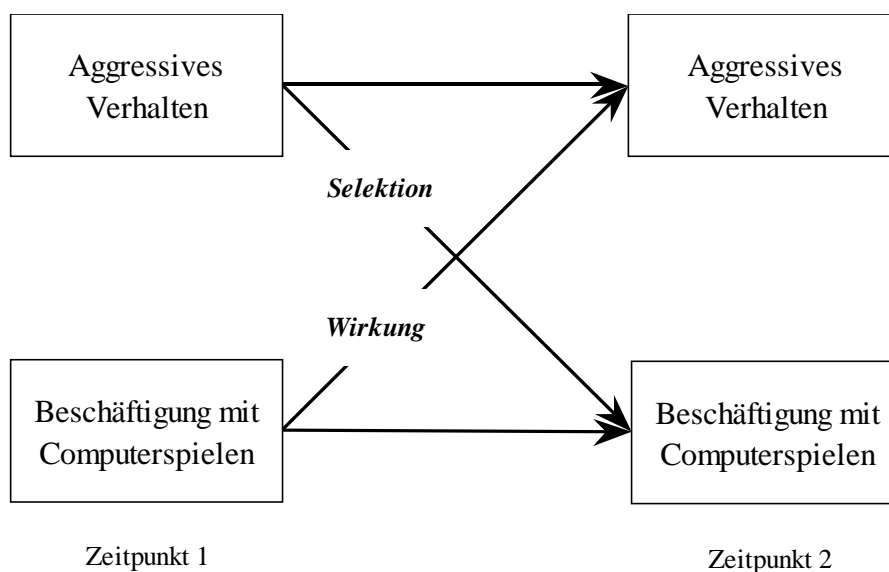 Aggressives
Verhalten
Aggressives
Verhalten
Selektion
Wirkung
Beschäftigung mit
Computerspielen
Beschäftigung mit
Computerspielen
Zeitpunkt 1
Zeitpunkt 2